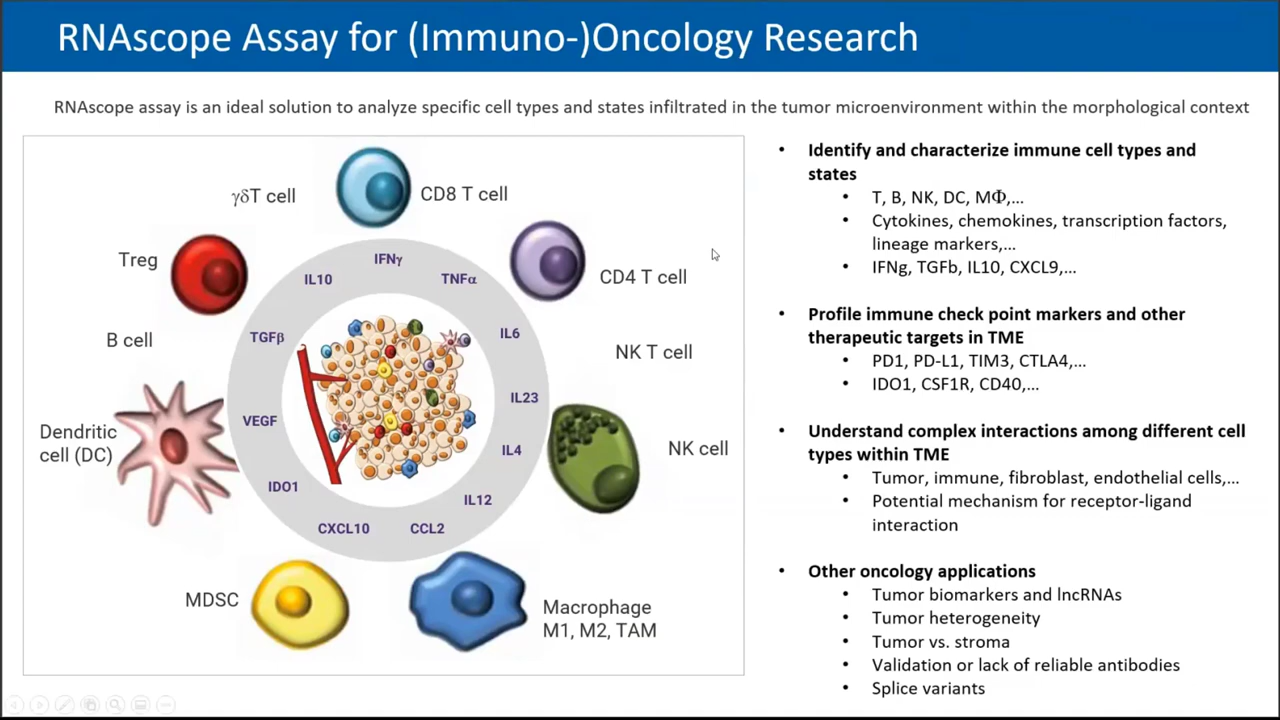 RNAscope Assay for (Immuno-)Oncology Research
RNAscope assay is an ideal solution to analyze specific cell types and states infiltrated in the tumor microenvironment within the morphological context
γδT cell
CD8 T cell
Treg
CD4 T cell
B cell
NK T cell
Dendritic
cell (DC)
NK cell
MDSC
Macrophage
M1, M2, TAM
IFNγ
TNFα
IL6
IL23
IL4
IL12
CCL2
CXCL10
IDO1
VEGF
TGFβ
IL10
• Identify and characterize immune cell types and
states
• T, B, NK, DC, MΦ,...
• Cytokines, chemokines, transcription factors,
lineage markers,...
• IFNg, TGFb, IL10, CXCL9,...
• Profile immune check point markers and other
therapeutic targets in TME
• PD1, PD-L1, TIM3, CTLA4,...
• IDO1, CSF1R, CD40,...
• Understand complex interactions among different cell
types within TME
• Tumor, immune, fibroblast, endothelial cells,...
• Potential mechanism for receptor-ligand
interaction
• Other oncology applications
• Tumor biomarkers and lncRNAs
• Tumor heterogeneity
• Tumor vs. stroma
• Validation or lack of reliable antibodies
• Splice variants